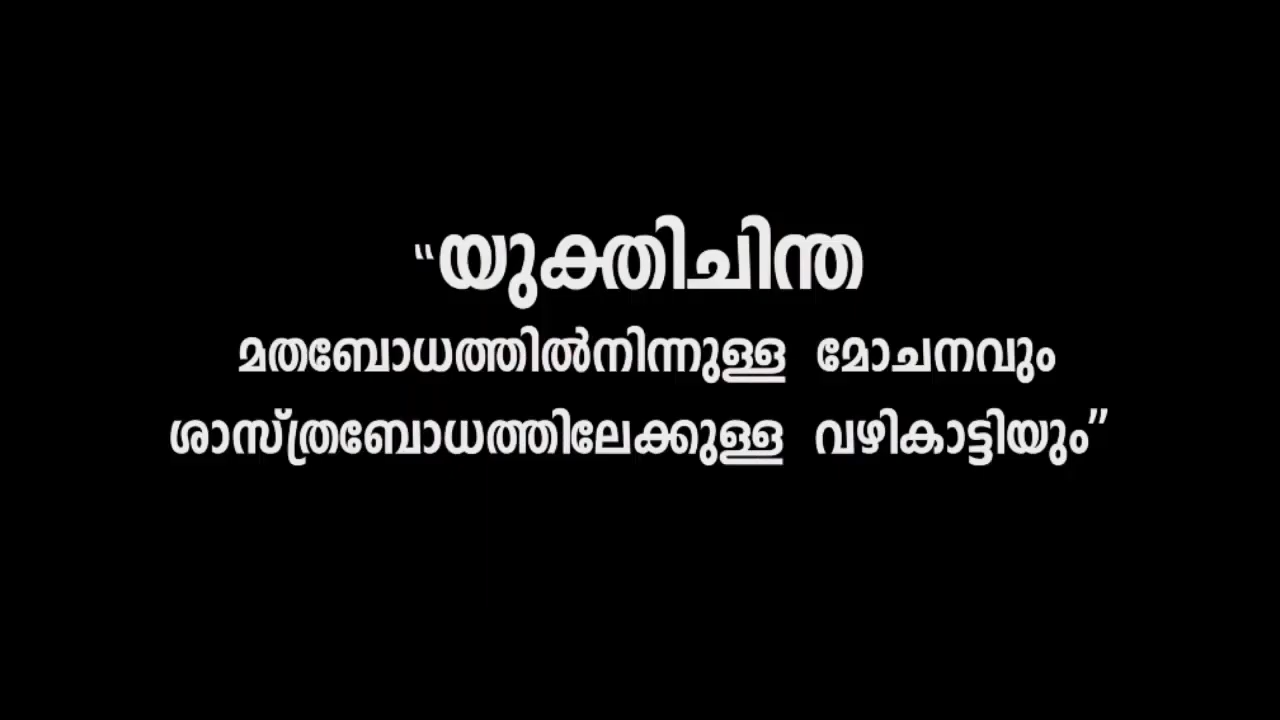 “യുക്തിചിന്ത
മതബോധത്തിൽനിന്നുള്ള മോചനവും
ശാസ്ത്രബോധത്തിലേക്കുള്ള വഴികാട്ടിയും”